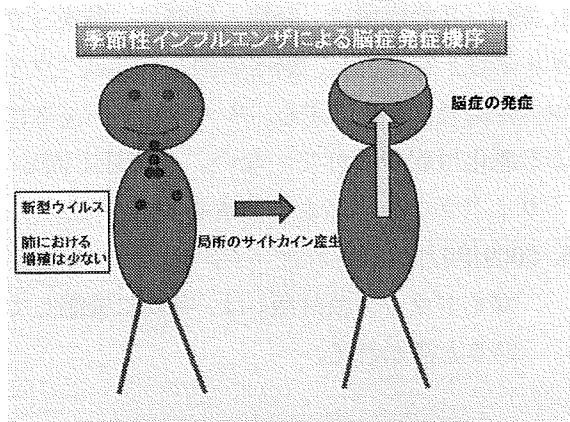 季節性インフルエンザによる脳症発症機序
脳症の発症
新型ウイルス
肺における
増殖は少ない
局所のサイトカイン産生